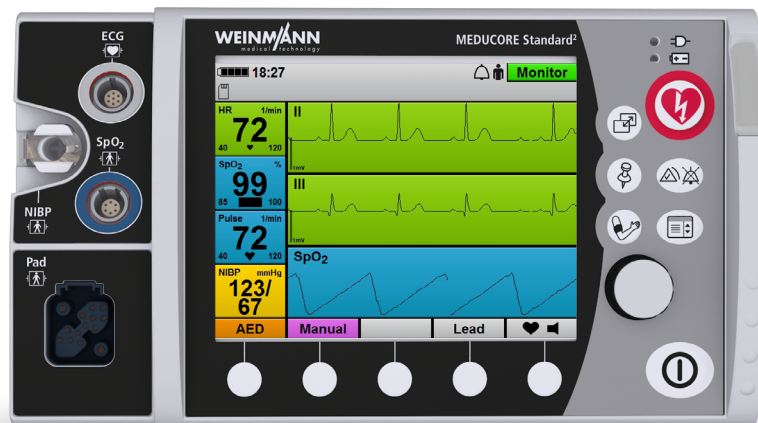 WEINMANN
medical technology
MEDUCORE Standard²
ECG
SpO₂
NIBP
Pad
18:27
Monitor
HR 1/min
72
40 120
II
1mV
SpO₂ %
99
85 100
III
1mV
Pulse 1/min
72
40 120
SpO₂
NIBP mmHg
123/
67
AED
Manual
Lead